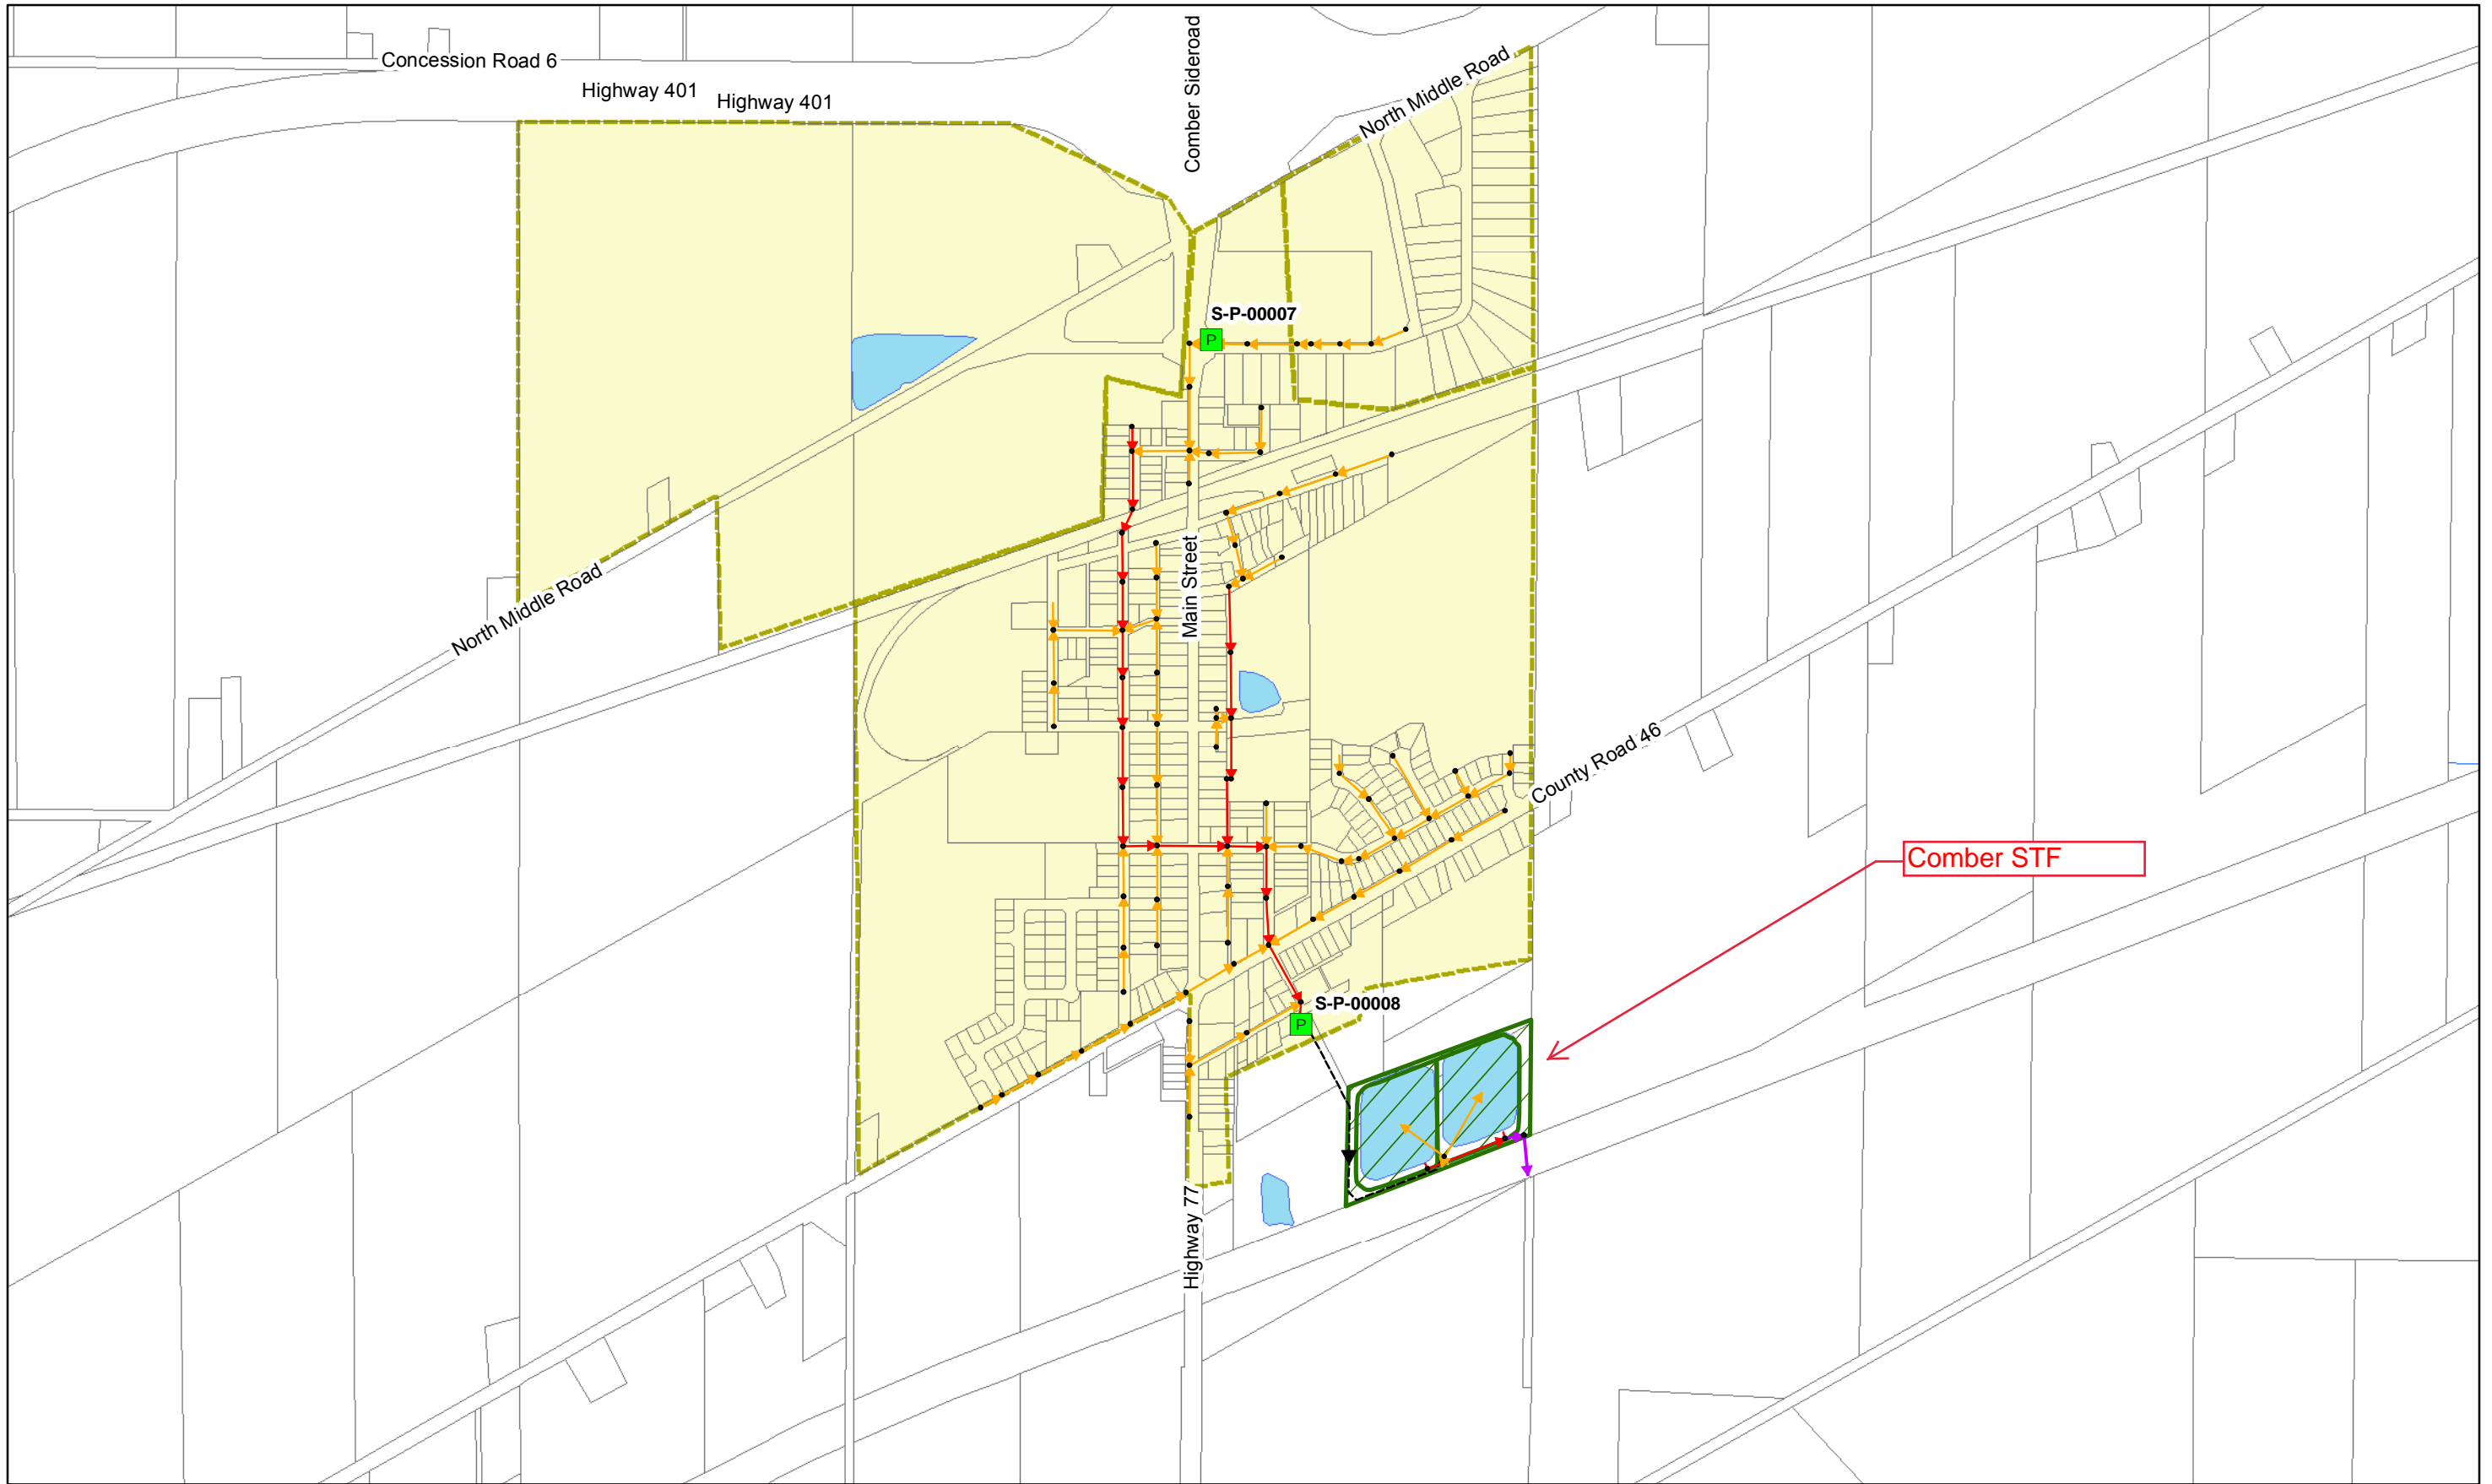 Concession Road 6
Highway 401
Highway 401
Comber Sideroad
North Middle Road
S-P-00007
P
Main Street
North Middle Road
County Road 46
Comber STF
S-P-00008
P
Highway 77